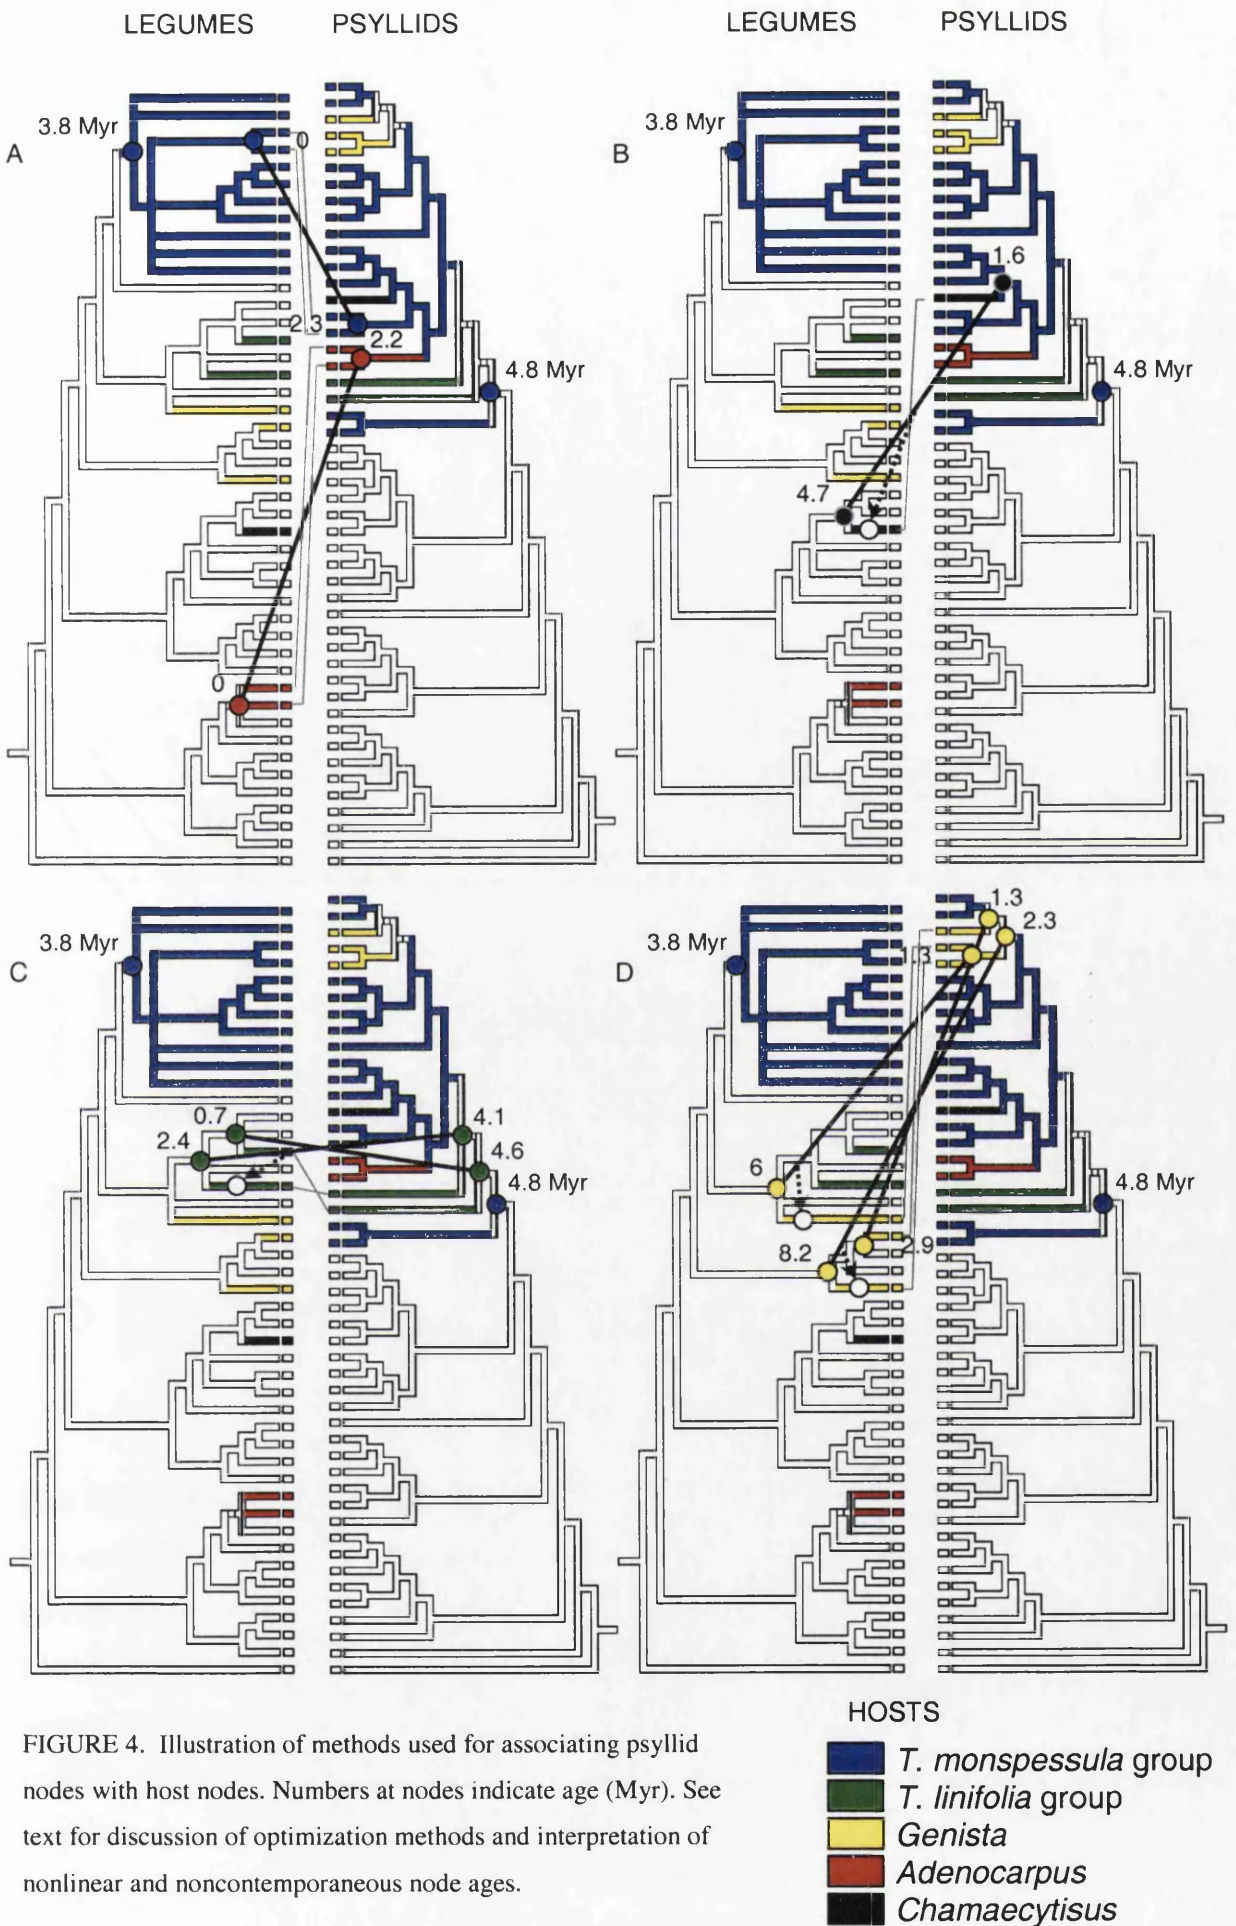 LEGUMES PSYLLIDS LEGUMES PSYLLIDS
A
3.8 Myr
0
2.3
2.2
4.8 Myr
0
B
3.8 Myr
1.6
4.8 Myr
4.7
C
3.8 Myr
0.7
2.4
4.1
4.6
4.8 Myr
D
3.8 Myr
1.3
2.3
1.3
6
4.8 Myr
8.2
2.9
FIGURE 4. Illustration of methods used for associating psyllid
nodes with host nodes. Numbers at nodes indicate age (Myr). See
text for discussion of optimization methods and interpretation of
nonlinear and noncontemporaneous node ages.
HOSTS
T. monspessula group
T. linifolia group
Genista
Adenocarpus
Chamaecytisus